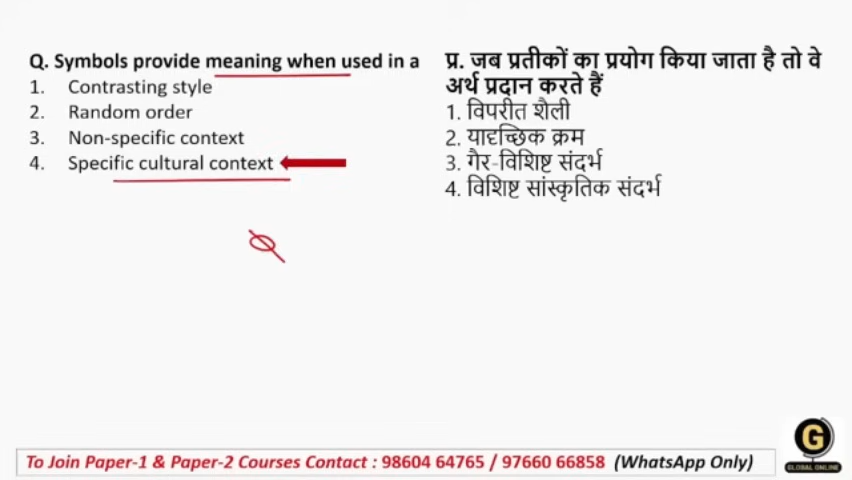 Q. Symbols provide meaning when used in a
1. Contrasting style
2. Random order
3. Non-specific context
4. Specific cultural context
प्र. जब प्रतीकों का प्रयोग किया जाता है तो वे
अर्थ प्रदान करते हैं
1. विपरीत शैली
2. यादृच्छिक क्रम
3. गैर-विशिष्ट संदर्भ
4. विशिष्ट सांस्कृतिक संदर्भ
G
GLOBAL ONLINE
To Join Paper-1 & Paper-2 Courses Contact : 98604 64765 / 97660 66858 (WhatsApp Only)